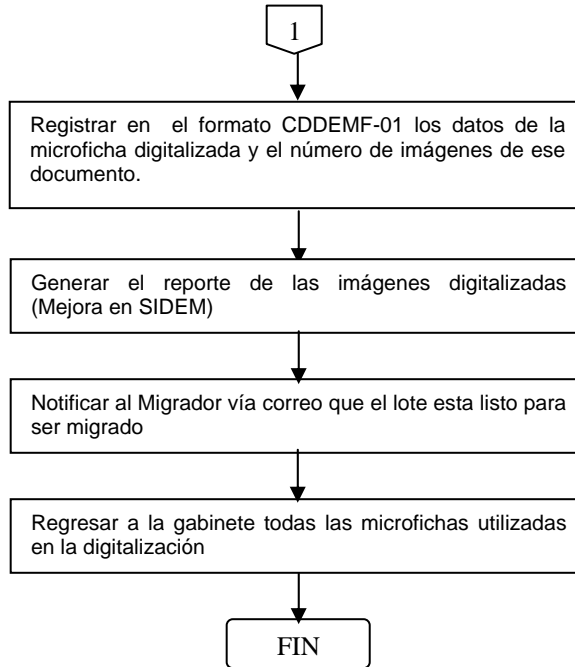 1
Registrar en el formato CDDEMF-01 los datos de la
microficha digitalizada y el número de imágenes de ese
documento.
Generar el reporte de las imágenes digitalizadas
(Mejora en SIDEM)
Notificar al Migrador vía correo que el lote esta listo para
ser migrado
Regresar a la gabinete todas las microfichas utilizadas
en la digitalización
FIN